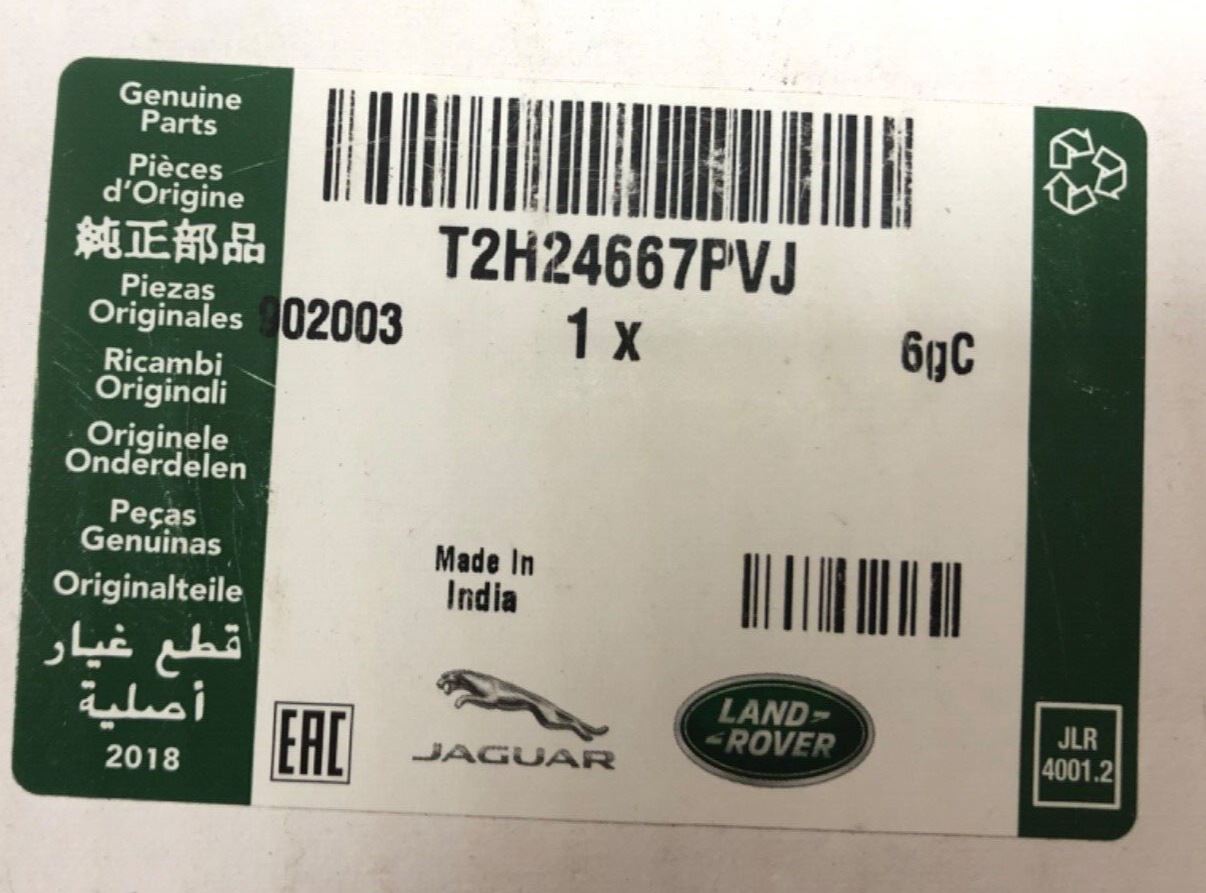 Genuine
Parts
Pièces
d'Origine
純正部品
Piezas
Originales
Ricambi
Originali
Originele
Onderdelen
Peças
Genuinas
Originalteile
قطع غيار
أصلية
2018
T2H24667PVJ
902003
1 x
6gC
Made In
India
EAC
JAGUAR
LAND-
-ROVER
JLR
4001.2